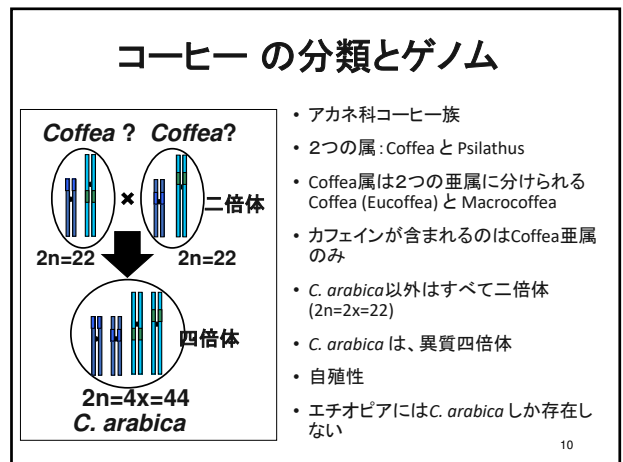 コーヒー の分類とゲノム
Coffea ? Coffea?
×
二倍体
2n=22 2n=22
四倍体
2n=4x=44
C. arabica
• アカネ科コーヒー族
• 2つの属:Coffea と Psilathus
• Coffea属は2つの亜属に分けられる
Coffea (Eucoffea) と Macrocoffea
• カフェインが含まれるのはCoffea亜属
のみ
• C. arabica以外はすべて二倍体
(2n=2x=22)
• C. arabica は、異質四倍体
• 自殖性
• エチオピアにはC. arabica しか存在し
ない
10